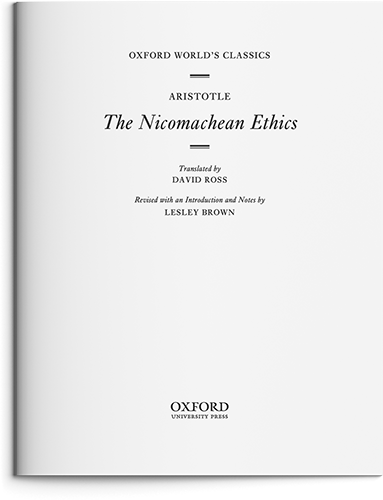 OXFORD WORLD'S CLASSICS
ARISTOTLE
The Nicomachean Ethics
Translated by
DAVID ROSS
Revised with an Introduction and Notes by
LESLEY BROWN
OXFORD
UNIVERSITY PRESS